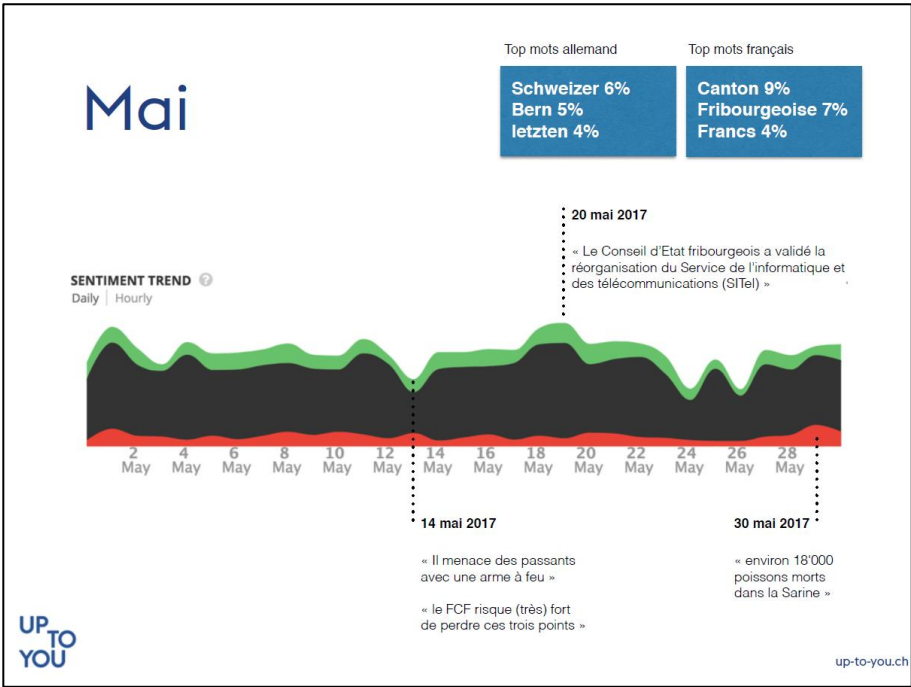 Mai
Top mots allemand
Schweizer 6%
Bern 5%
letzten 4%
Top mots français
Canton 9%
Fribourgeoise 7%
Francs 4%
20 mai 2017
« Le Conseil d'Etat fribourgeois a validé la
réorganisation du Service de l'informatique et
des télécommunications (SITel) »
SENTIMENT TREND ?
Daily | Hourly
2 4 6 8 10 12 14 16 18 20 22 24 26 28
May May May May May May May May May May May May May May
14 mai 2017
« Il menace des passants
avec une arme à feu »
« le FCF risque (très) fort
de perdre ces trois points »
30 mai 2017
« environ 18'000
poissons morts
dans la Sarine »
UP
TO
YOU
up-to-you.ch